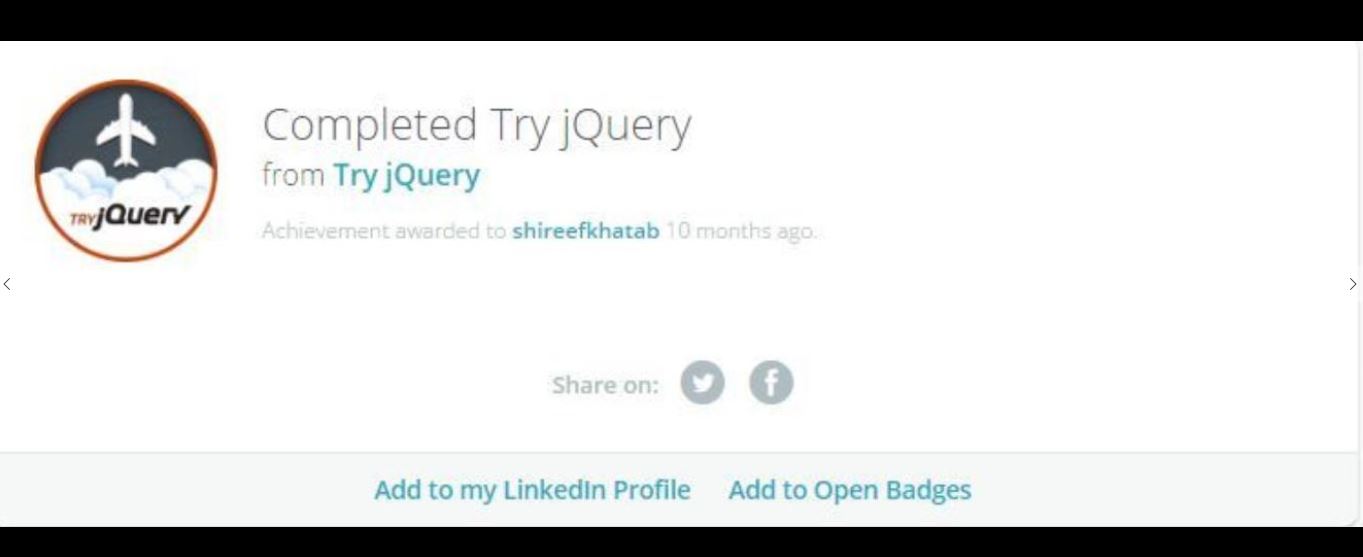 TRY jQuery
Completed Try jQuery
from Try jQuery
Achievement awarded to shireefkhatab 10 months ago.
Share on:
Add to my LinkedIn Profile Add to Open Badges